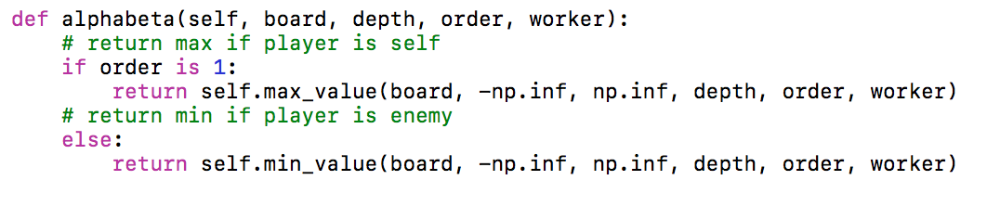 def alphabeta(self, board, depth, order, worker):
    # return max if player is self
    if order is 1:
        return self.max_value(board, -np.inf, np.inf, depth, order, worker)
    # return min if player is enemy
    else:
        return self.min_value(board, -np.inf, np.inf, depth, order, worker)